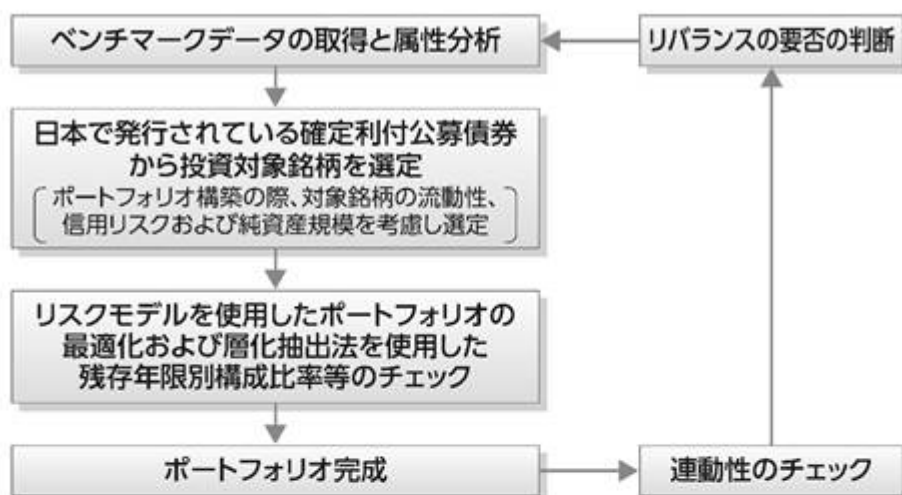 ベンチマークデータの取得と属性分析
リバランスの要否の判断
日本で発行されている確定利付公募債券
から投資対象銘柄を選定
ポートフォリオ構築の際、対象銘柄の流動性、
信用リスクおよび純資産規模を考慮し選定
リスクモデルを使用したポートフォリオの
最適化および層化抽出法を使用した
残存年限別構成比率等のチェック
ポートフォリオ完成
連動性のチェック